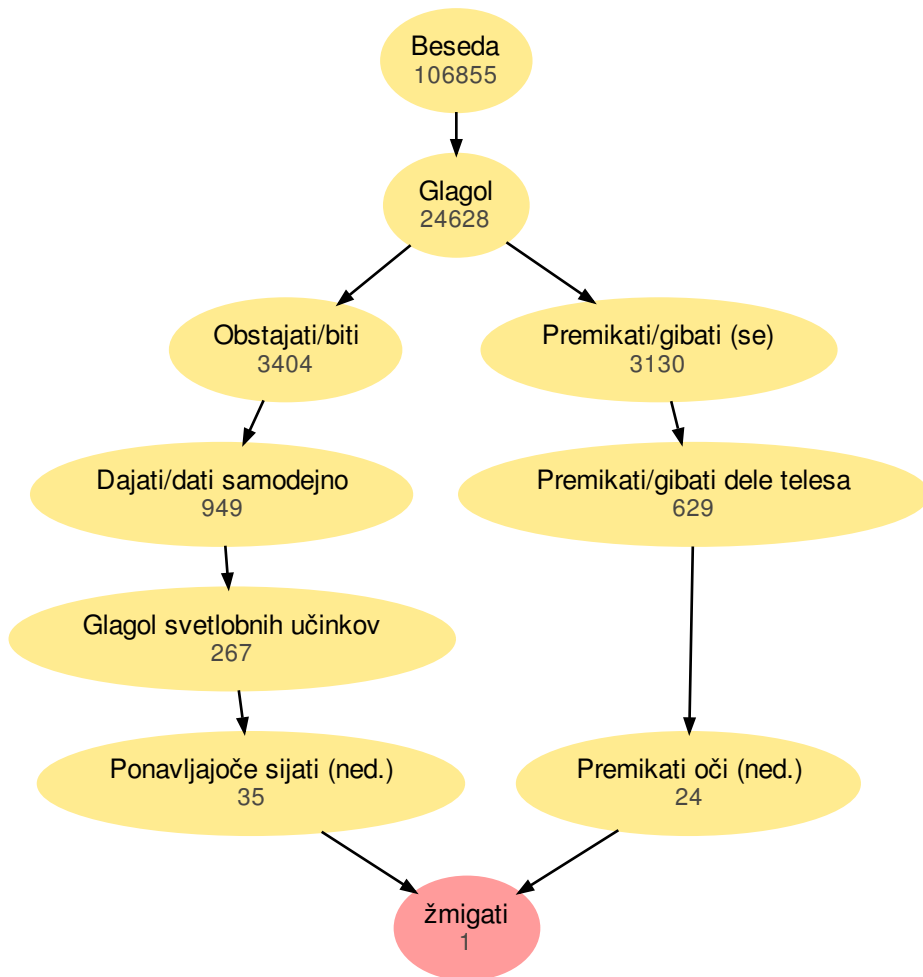 Beseda
106855
Glagol
24628
Obstajati/biti
3404
Premikati/gibati (se)
3130
Dajati/dati samodejno
949
Premikati/gibati dele telesa
629
Glagol svetlobnih učinkov
267
Ponavljajoče sijati (ned.)
35
Premikati oči (ned.)
24
žmigati
1